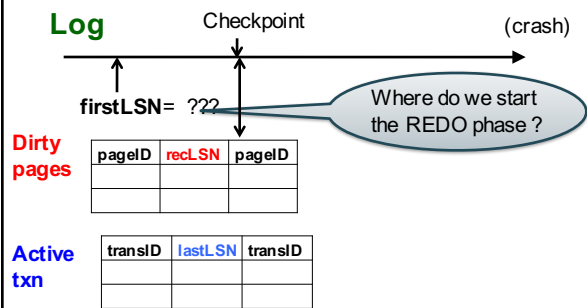 Log
Checkpoint
(crash)
firstLSN= ???
Where do we start
the REDO phase ?
Dirty
pages
pageID recLSN pageID
Active
txn
transID lastLSN transID